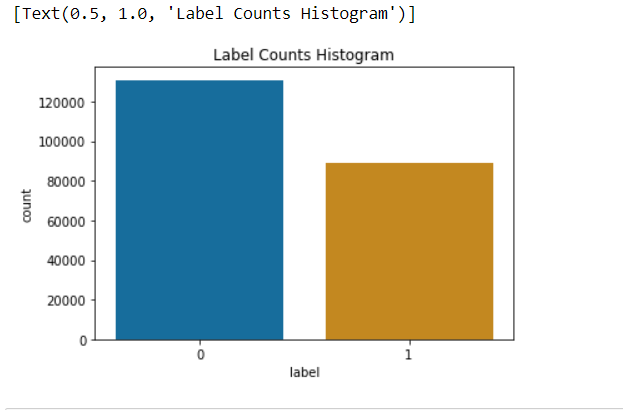 [Text(0.5, 1.0, 'Label Counts Histogram')]
Label Counts Histogram
120000
100000
80000
60000
40000
20000
0
count
0 1
label